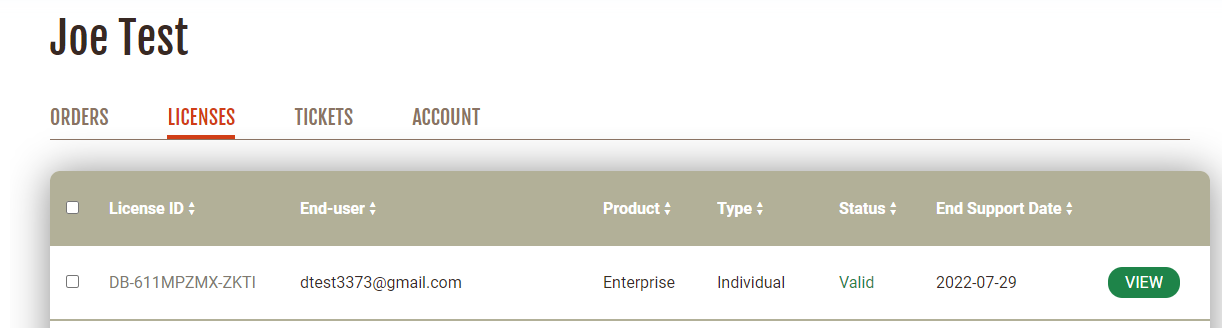 Joe Test
ORDERS LICENSES TICKETS ACCOUNT
License ID End-user Product Type Status End Support Date
DB-611MPZMX-ZKTI dtest3373@gmail.com Enterprise Individual Valid 2022-07-29 VIEW